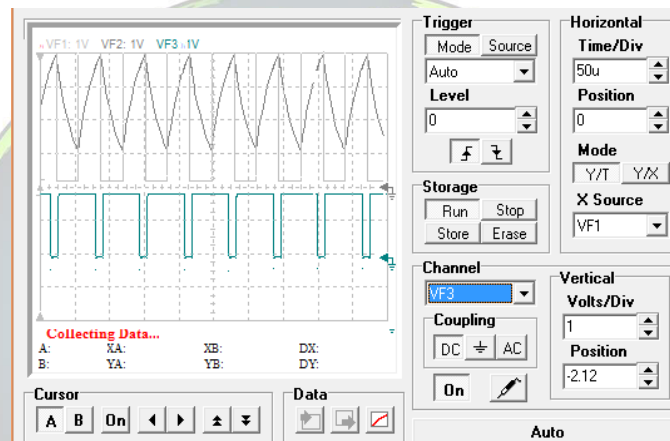 VF1: 1V VF2: 1V VF3: 1V
Collecting Data...
A: XA: XB: DX:
B: YA: YB: DY:
Cursor
A B On
Data
Trigger
Mode Source
Auto
Level
0
Storage
Run Stop
Store Erase
Channel
VF3
Coupling
DC AC
On
Horizontal
Time/Div
50u
Position
0
Mode
Y/T Y/X
X Source
VF1
Vertical
Volts/Div
1
Position
-2.12
Auto